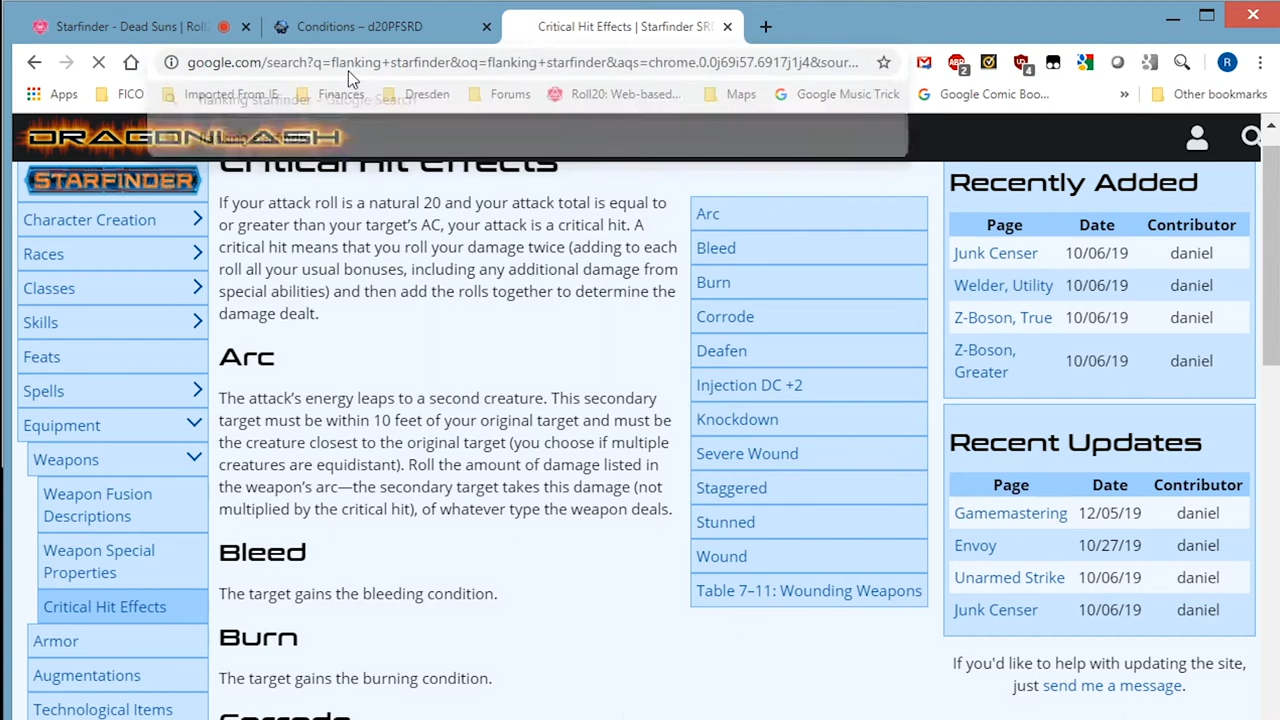 Starfinder - Dead Suns | Roll2
Conditions – d20PFSRD
Critical Hit Effects | Starfinder SRD
google.com/search?q=flanking+starfinder&oq=flanking+starfinder&aqs=chrome.0.0j69i57.6917j1j4&sour...
2
4
R
Apps
FICO
Imported From IE
Finances
Dresden
Forums
Roll20: Web-based...
Maps
Google Music Trick
Google Comic Boo...
»
Other bookmarks
flanking starfinder - Google Search
DRAGONLASH
STARFINDER
Character Creation
Races
Classes
Skills
Feats
Spells
Equipment
Weapons
Weapon Fusion
Descriptions
Weapon Special
Properties
Critical Hit Effects
Armor
Augmentations
Technological Items
Critical Hit Effects
If your attack roll is a natural 20 and your attack total is equal to
or greater than your target's AC, your attack is a critical hit. A
critical hit means that you roll your damage twice (adding to each
roll all your usual bonuses, including any additional damage from
special abilities) and then add the rolls together to determine the
damage dealt.
Arc
The attack's energy leaps to a second creature. This secondary
target must be within 10 feet of your original target and must be
the creature closest to the original target (you choose if multiple
creatures are equidistant). Roll the amount of damage listed in
the weapon's arc—the secondary target takes this damage (not
multiplied by the critical hit), of whatever type the weapon deals.
Bleed
The target gains the bleeding condition.
Burn
The target gains the burning condition.
Corrode
Arc
Bleed
Burn
Corrode
Deafen
Injection DC +2
Knockdown
Severe Wound
Staggered
Stunned
Wound
Table 7–11: Wounding Weapons
Recently Added
Page Date Contributor
Junk Censer 10/06/19 daniel
Welder, Utility 10/06/19 daniel
Z-Boson, True 10/06/19 daniel
Z-Boson,
Greater 10/06/19 daniel
Recent Updates
Page Date Contributor
Gamemastering 12/05/19 daniel
Envoy 10/27/19 daniel
Unarmed Strike 10/06/19 daniel
Junk Censer 10/06/19 daniel
If you'd like to help with updating the site,
just send me a message.